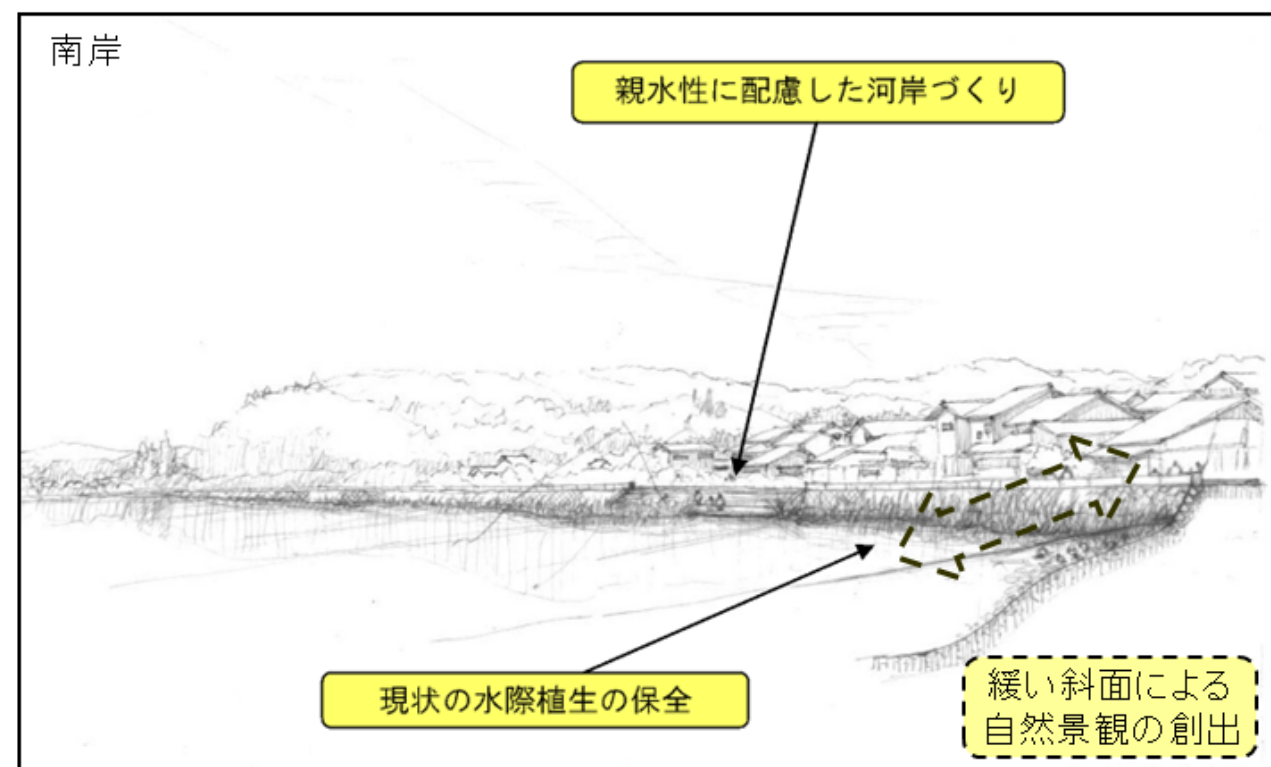 南岸
親水性に配慮した河岸づくり
現状の水際植生の保全
緩い斜面による
自然景観の創出